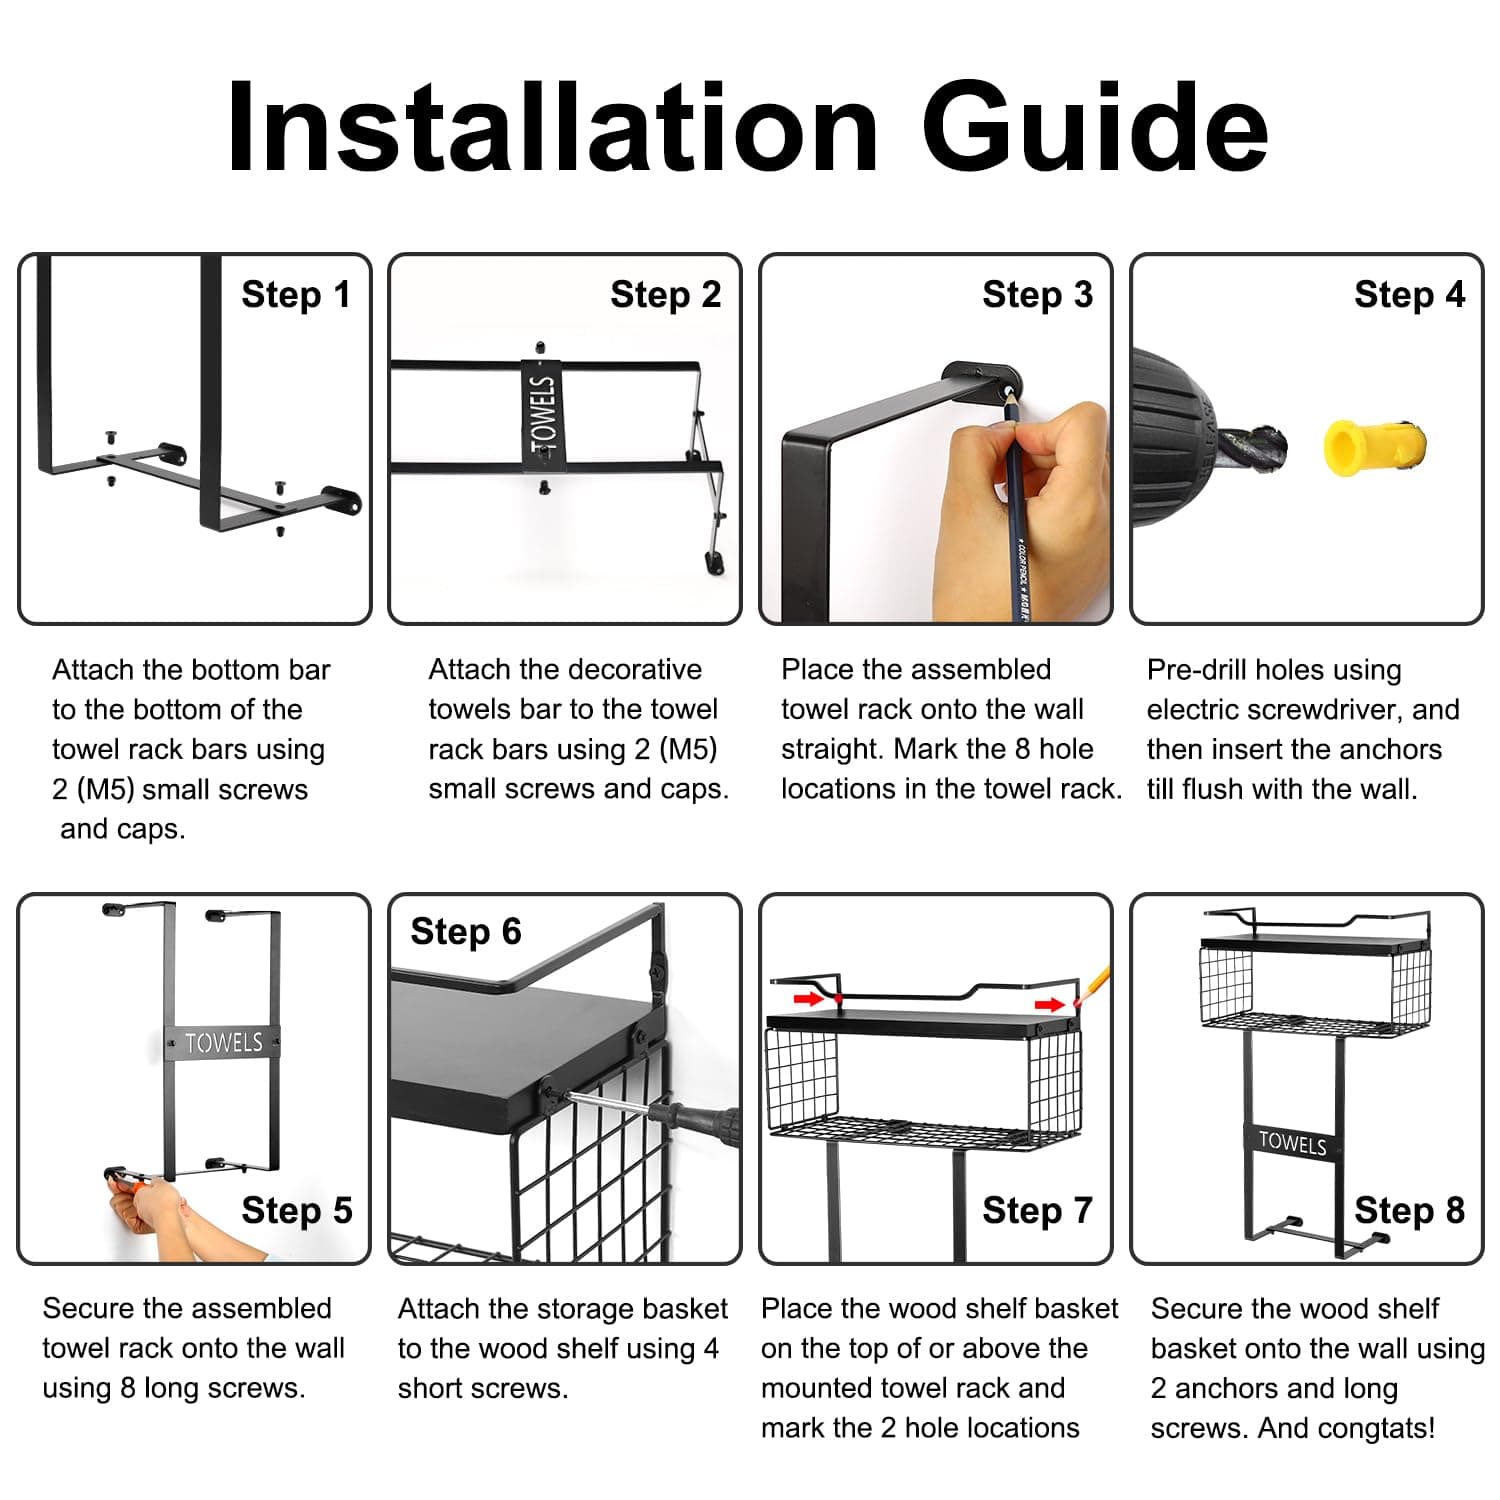 Installation Guide
Step 1
Step 2
TOWELS
Step 3
★ COLOR PENCIL ★
Step 4
Attach the bottom bar
to the bottom of the
towel rack bars using
2 (M5) small screws
and caps.
Attach the decorative
towels bar to the towel
rack bars using 2 (M5)
small screws and caps.
Place the assembled
towel rack onto the wall
straight. Mark the 8 hole
locations in the towel rack.
Pre-drill holes using
electric screwdriver, and
then insert the anchors
till flush with the wall.
TOWELS
Step 5
Step 6
Step 7
TOWELS
Step 8
Secure the assembled
towel rack onto the wall
using 8 long screws.
Attach the storage basket
to the wood shelf using 4
short screws.
Place the wood shelf basket
on the top of or above the
mounted towel rack and
mark the 2 hole locations
Secure the wood shelf
basket onto the wall using
2 anchors and long
screws. And congtats!